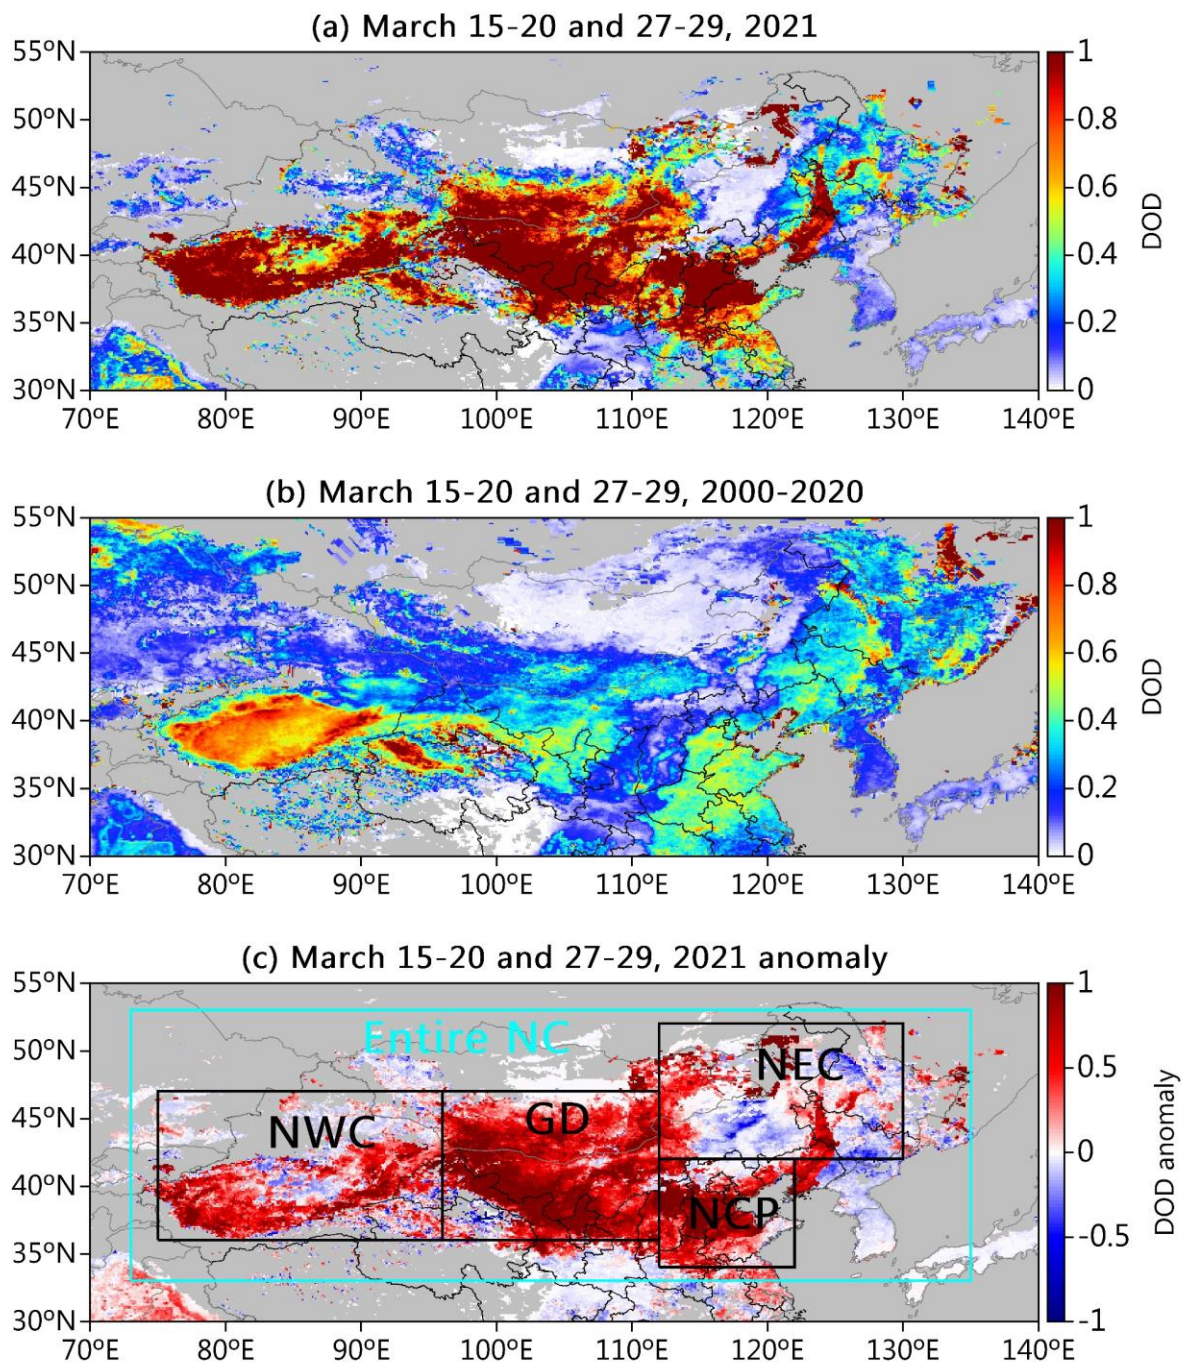 (a) March 15-20 and 27-29, 2021
55°N
50°N
45°N
40°N
35°N
30°N
70°E 80°E 90°E 100°E 110°E 120°E 130°E 140°E
1
0.8
0.6
0.4
0.2
0
DOD
(b) March 15-20 and 27-29, 2000-2020
55°N
50°N
45°N
40°N
35°N
30°N
70°E 80°E 90°E 100°E 110°E 120°E 130°E 140°E
1
0.8
0.6
0.4
0.2
0
DOD
(c) March 15-20 and 27-29, 2021 anomaly
55°N
50°N
45°N
40°N
35°N
30°N
Entire NC
NEC
GD
NWC
NCP
70°E 80°E 90°E 100°E 110°E 120°E 130°E 140°E
1
0.5
0
-0.5
-1
DOD anomaly